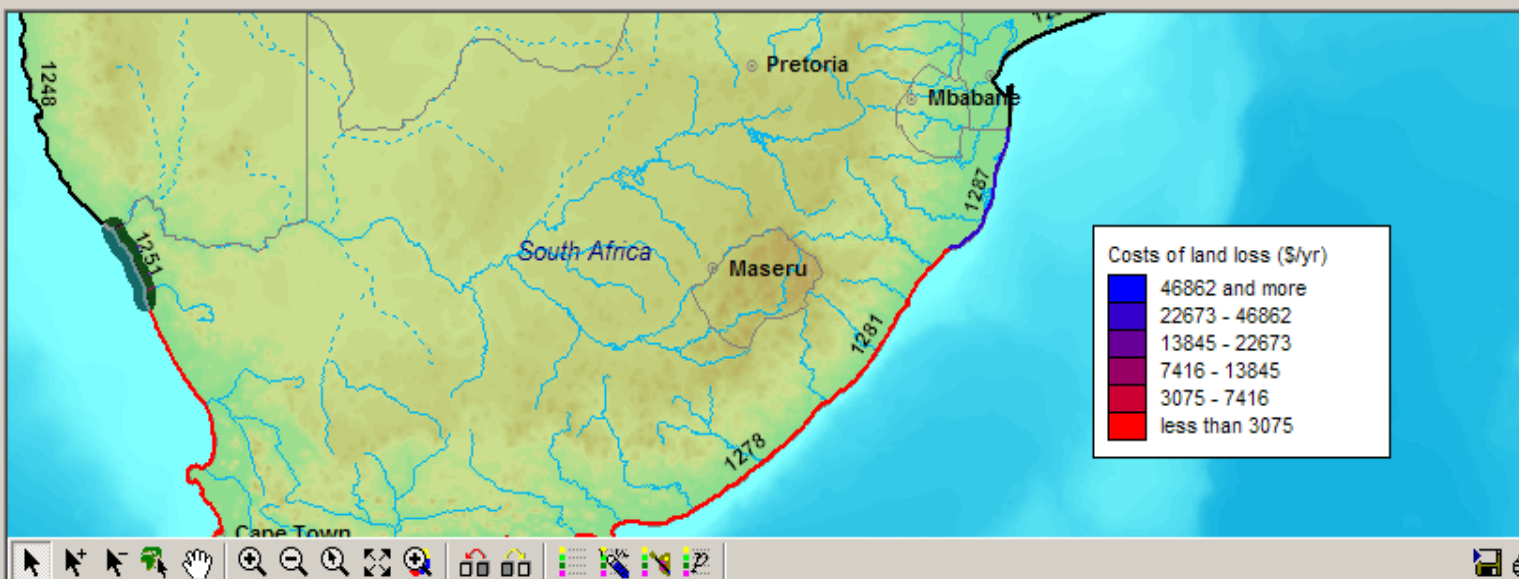 1248
Pretoria
Mbabane
1287
1251
South Africa
Maseru
1281
1278
Cape Town
Costs of land loss ($/yr)
46862 and more
22673 - 46862
13845 - 22673
7416 - 13845
3075 - 7416
less than 3075